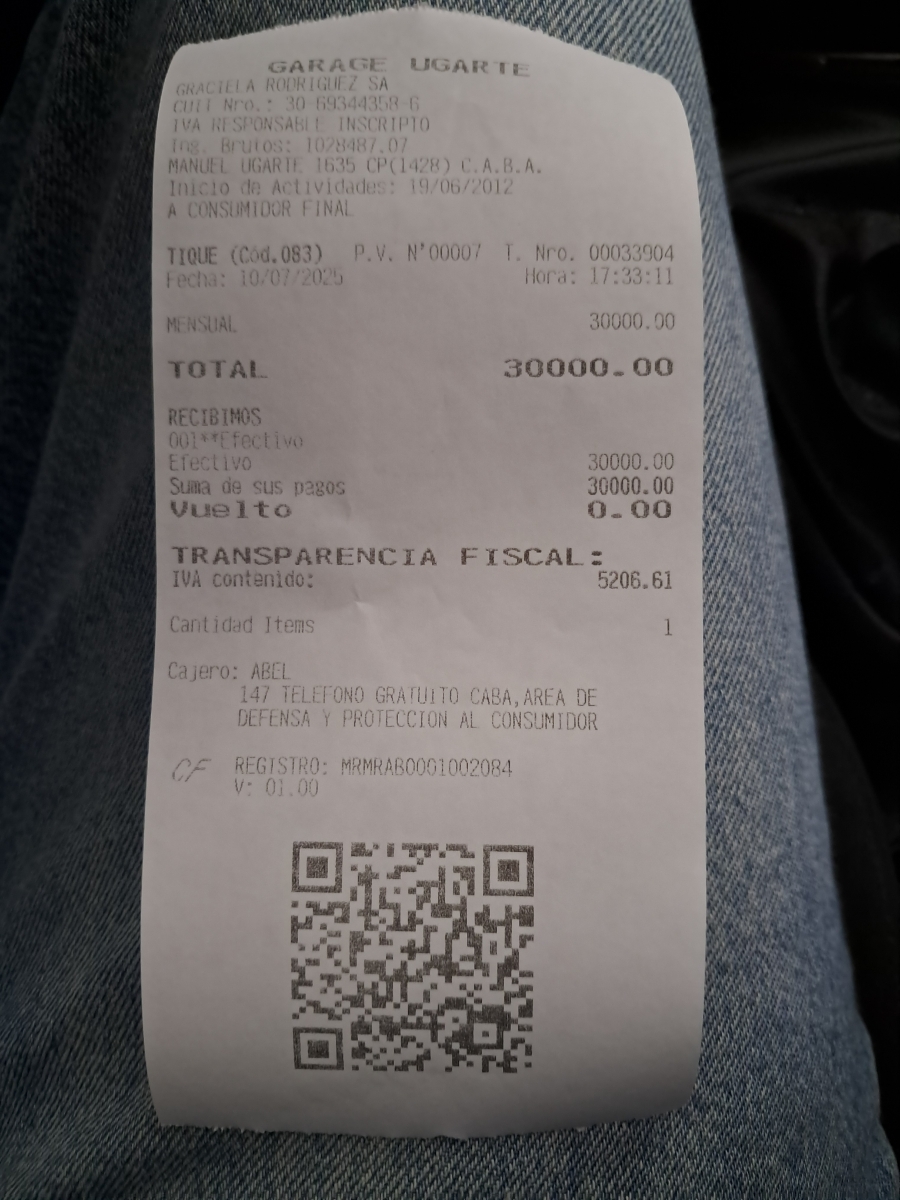 GARAGE UGARTE
GRACIELA RODRIGUEZ SA
CUIT Nro.: 30-69344358-6
IVA RESPONSABLE INSCRIPTO
Ing. Brutos: 1028487.07
MANUEL UGARTE 1635 CP(1428) C.A.B.A.
Inicio de Actividades: 19/06/2012
A CONSUMIDOR FINAL
TIQUE (Cód.083) P.V. N°00007 T. Nro. 00033904
Fecha: 10/07/2025 Hora: 17:33:11
MENSUAL 30000.00
TOTAL 30000.00
RECIBIMOS
001**Efectivo
Efectivo 30000.00
Suma de sus pagos 30000.00
Vuelto 0.00
TRANSPARENCIA FISCAL:
IVA contenido: 5206.61
Cantidad Items 1
Cajero: ABEL
147 TELEFONO GRATUITO CABA,AREA DE
DEFENSA Y PROTECCION AL CONSUMIDOR
CF REGISTRO: MRMRAB0001002084
V: 01.00